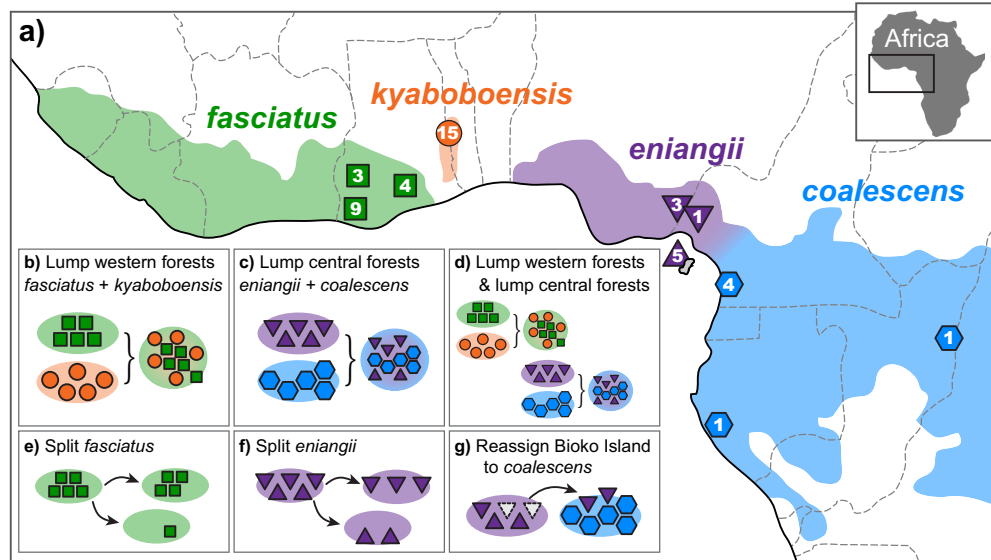 a)
Africa
kyaboboensis
fasciatus
15
eniangii
3
4
9
coalescens
3
1
5
4
1
1
b) Lump western forests
fasciatus + kyaboboensis
c) Lump central forests
eniangii + coalescens
d) Lump western forests
& lump central forests
e) Split fasciatus
f) Split eniangii
g) Reassign Bioko Island
to coalescens